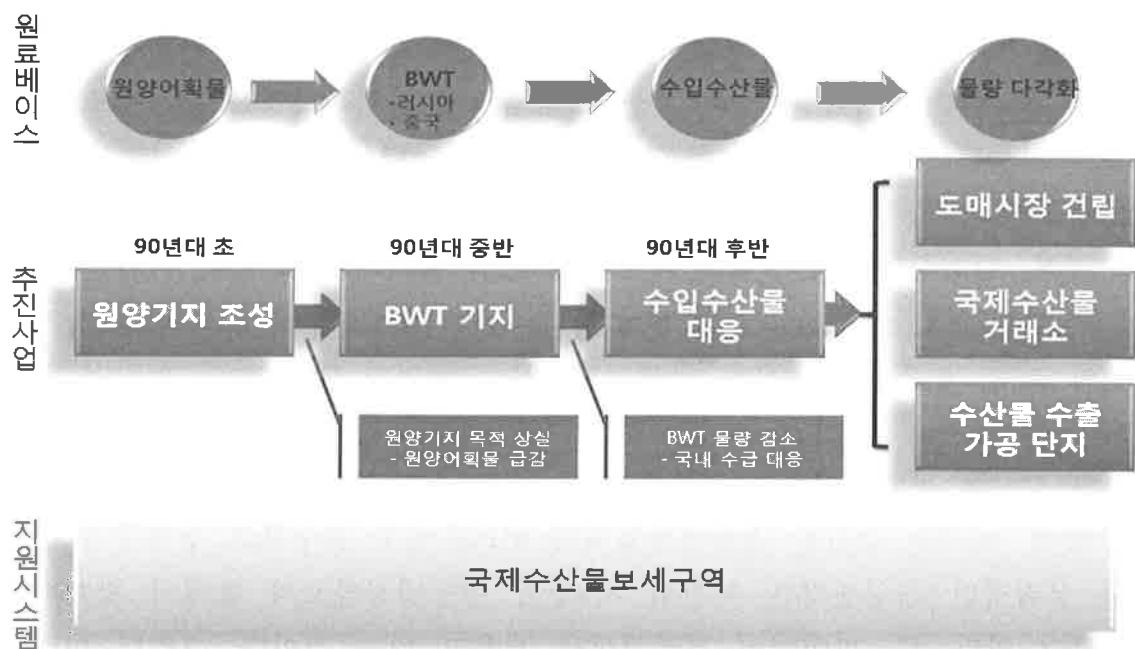 원료베이스
원양어획물
BWT
-러시아
- 중국
수입수산물
물량 다각화
추진사업
90년대 초
원양기지 조성
90년대 중반
BWT 기지
90년대 후반
수입수산물
대응
도매시장 건립
국제수산물
거래소
수산물 수출
가공 단지
원양기지 목적 상실
- 원양어획물 급감
BWT 물량 감소
- 국내 수급 대응
지원시스템
국제수산물보세구역